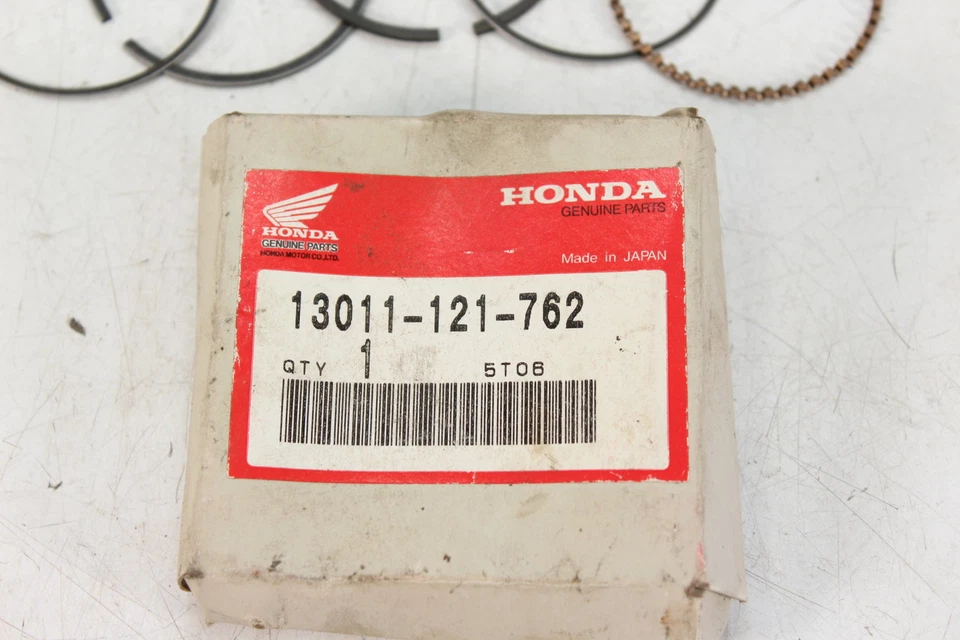 HONDA
GENUINE PARTS
HONDA MOTOR CO.,LTD.
HONDA
GENUINE PARTS
Made in JAPAN
13011-121-762
QTY 1 5T06